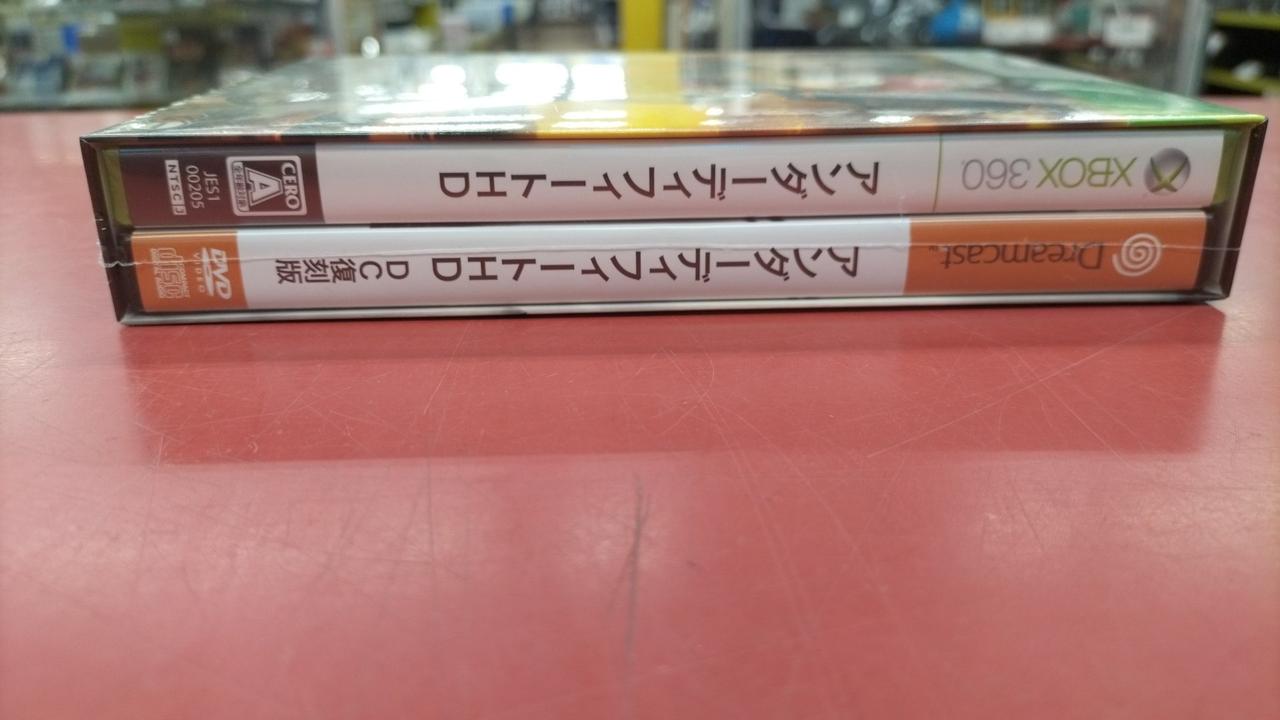 XBOX 360
アンダーディフィートHD
CERO
A
JES1
00205
NTSC J
Dreamcast
アンダーディフィートHD DC復刻版
DVD
VIDEO
COMPACT
disc